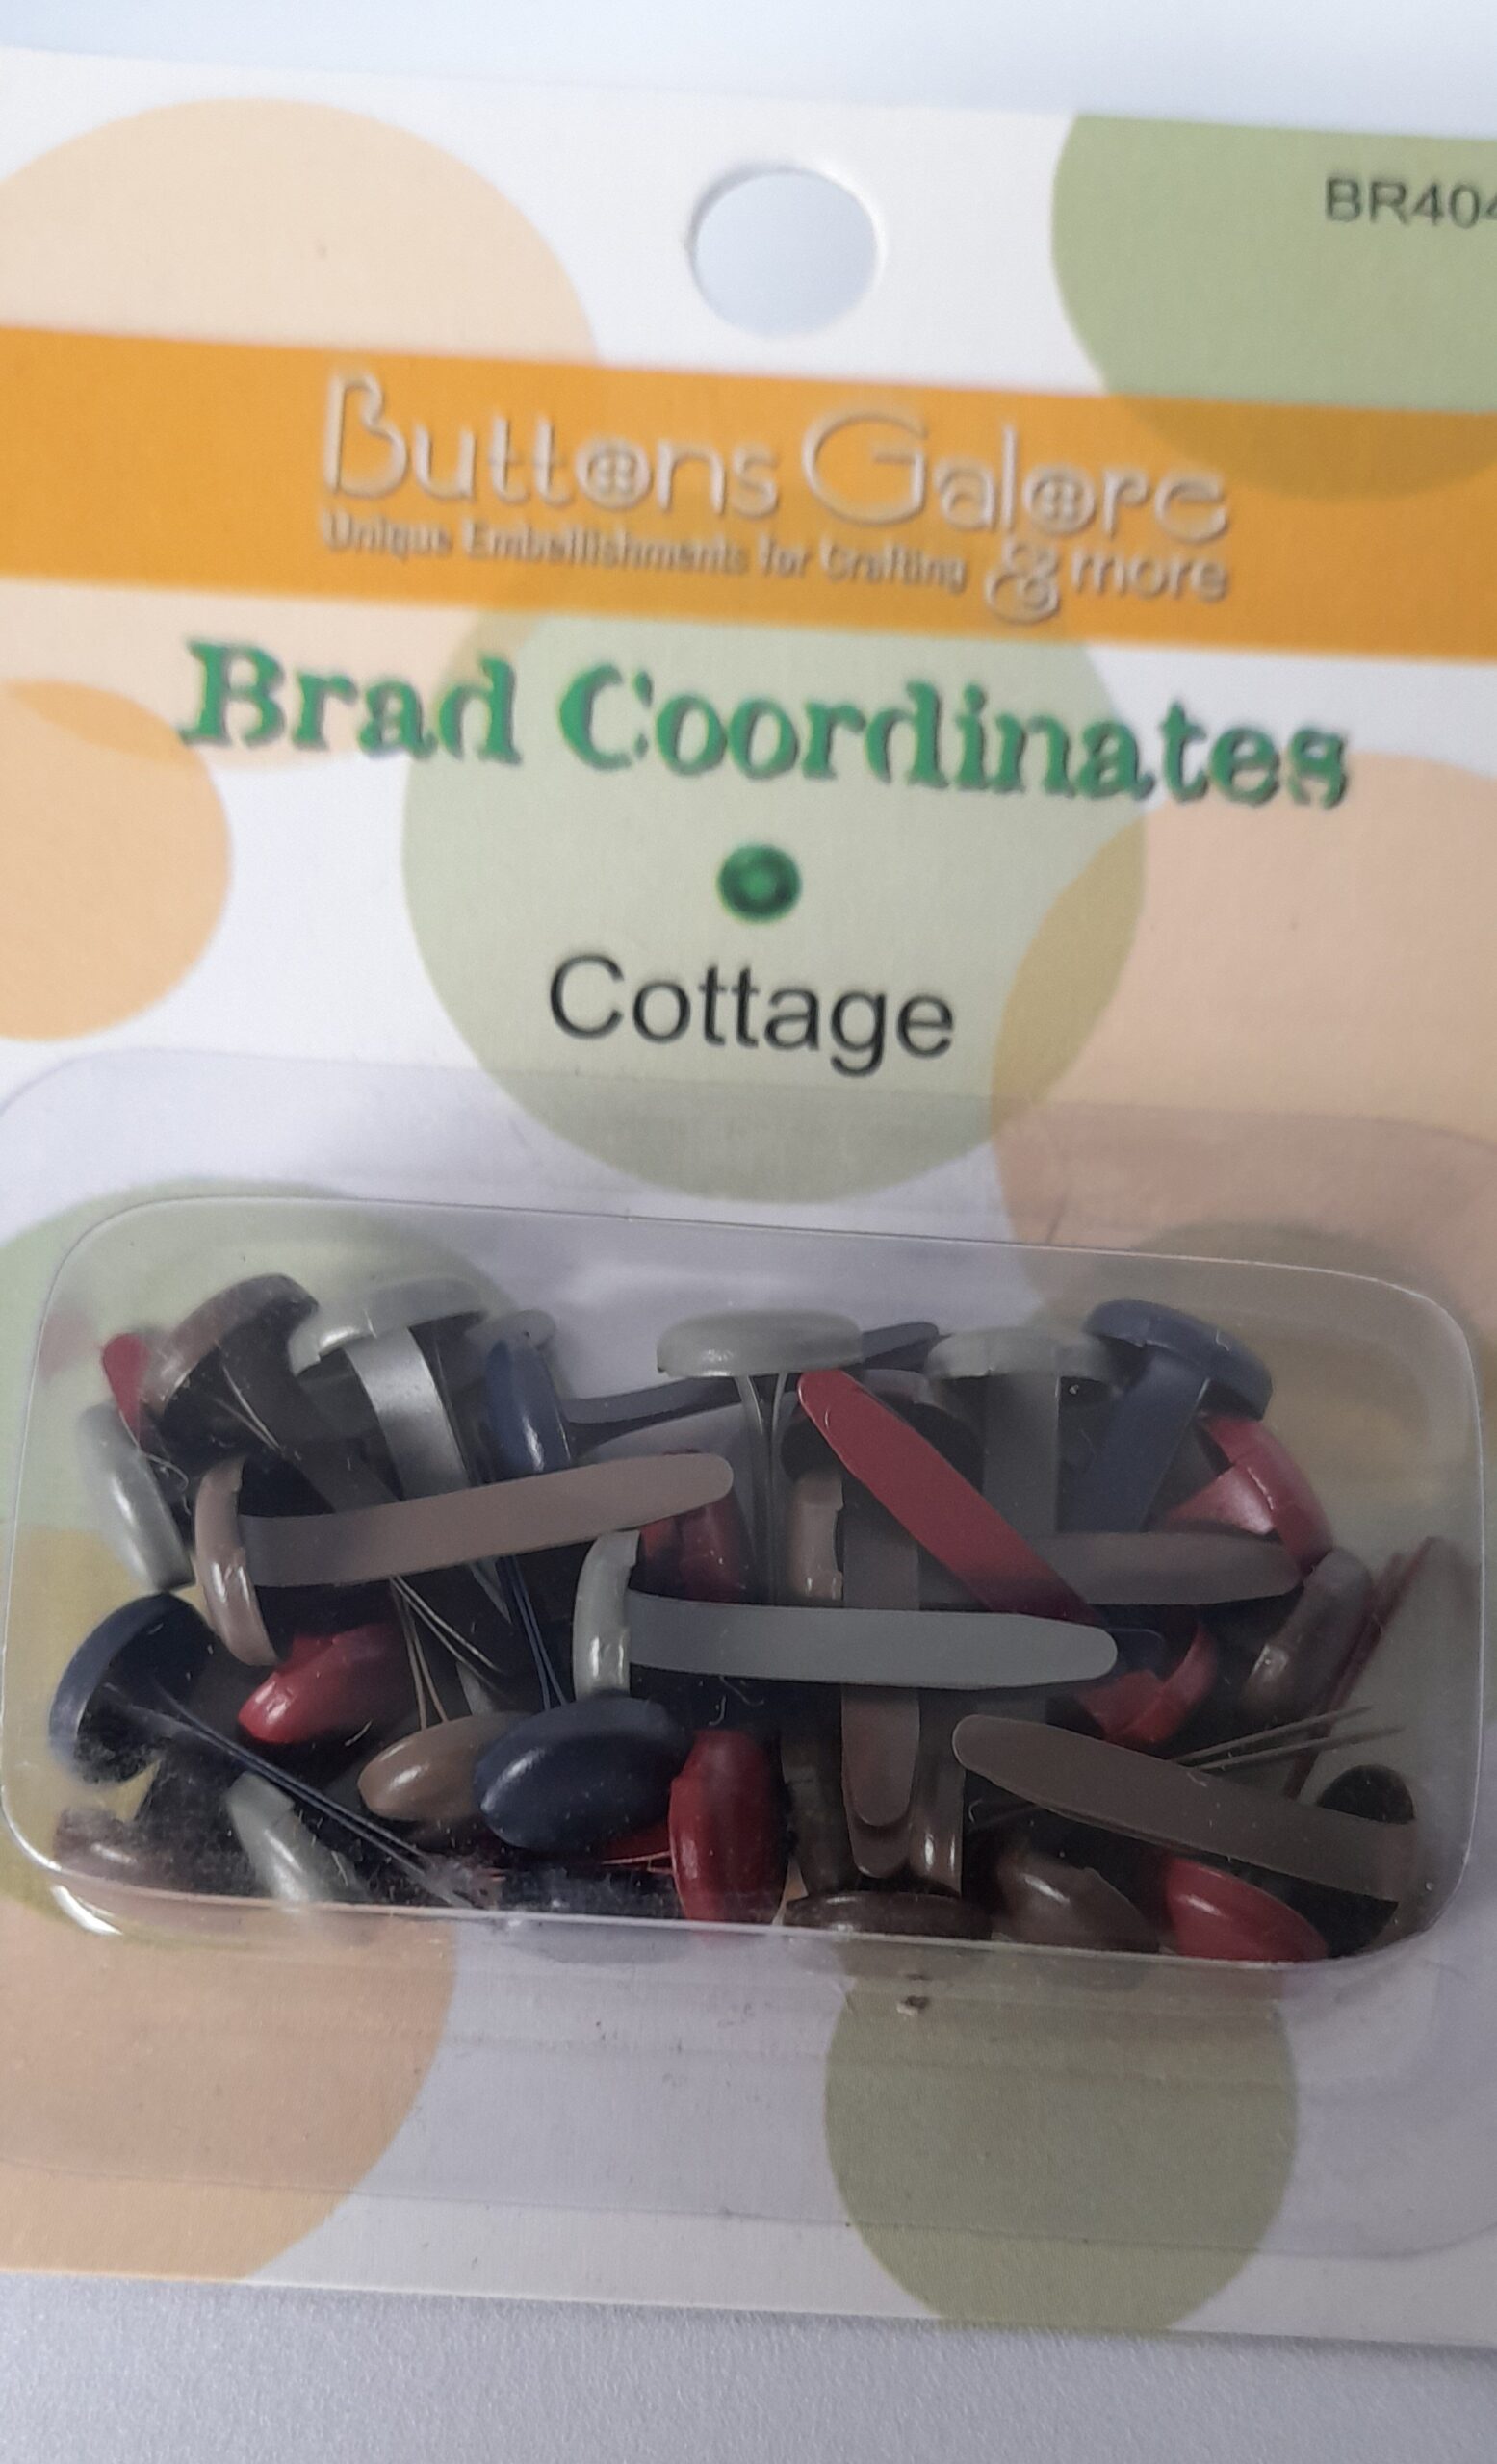 BR404
Buttons Galore
Unique Embellishments for Crafting & more
Brad Coordinates
Cottage